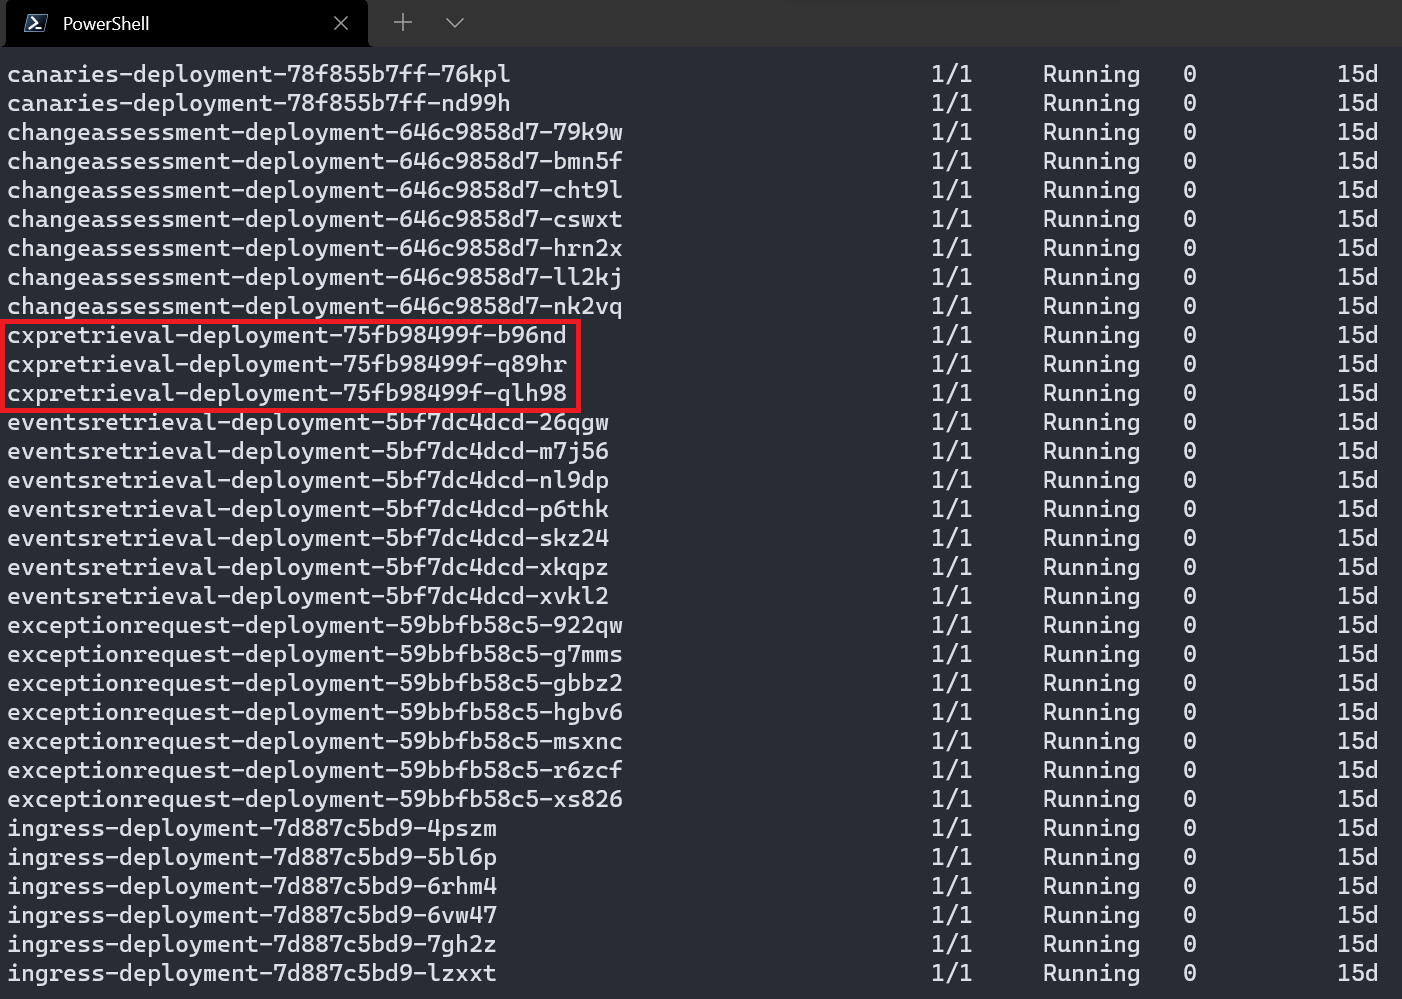 PowerShell
canaries-deployment-78f855b7ff-76kpl 1/1 Running 0 15d
canaries-deployment-78f855b7ff-nd99h 1/1 Running 0 15d
changeassessment-deployment-646c9858d7-79k9w 1/1 Running 0 15d
changeassessment-deployment-646c9858d7-bmn5f 1/1 Running 0 15d
changeassessment-deployment-646c9858d7-cht9l 1/1 Running 0 15d
changeassessment-deployment-646c9858d7-cswxt 1/1 Running 0 15d
changeassessment-deployment-646c9858d7-hrn2x 1/1 Running 0 15d
changeassessment-deployment-646c9858d7-ll2kj 1/1 Running 0 15d
changeassessment-deployment-646c9858d7-nk2vq 1/1 Running 0 15d
cxpretrieval-deployment-75fb98499f-b96nd 1/1 Running 0 15d
cxpretrieval-deployment-75fb98499f-q89hr 1/1 Running 0 15d
cxpretrieval-deployment-75fb98499f-qlh98 1/1 Running 0 15d
eventsretrieval-deployment-5bf7dc4dcd-26qgw 1/1 Running 0 15d
eventsretrieval-deployment-5bf7dc4dcd-m7j56 1/1 Running 0 15d
eventsretrieval-deployment-5bf7dc4dcd-nl9dp 1/1 Running 0 15d
eventsretrieval-deployment-5bf7dc4dcd-p6thk 1/1 Running 0 15d
eventsretrieval-deployment-5bf7dc4dcd-skz24 1/1 Running 0 15d
eventsretrieval-deployment-5bf7dc4dcd-xkqpz 1/1 Running 0 15d
eventsretrieval-deployment-5bf7dc4dcd-xvkl2 1/1 Running 0 15d
exceptionrequest-deployment-59bbfb58c5-922qw 1/1 Running 0 15d
exceptionrequest-deployment-59bbfb58c5-g7mms 1/1 Running 0 15d
exceptionrequest-deployment-59bbfb58c5-gbbz2 1/1 Running 0 15d
exceptionrequest-deployment-59bbfb58c5-hgbv6 1/1 Running 0 15d
exceptionrequest-deployment-59bbfb58c5-msxnc 1/1 Running 0 15d
exceptionrequest-deployment-59bbfb58c5-r6zcf 1/1 Running 0 15d
exceptionrequest-deployment-59bbfb58c5-xs826 1/1 Running 0 15d
ingress-deployment-7d887c5bd9-4pszm 1/1 Running 0 15d
ingress-deployment-7d887c5bd9-5bl6p 1/1 Running 0 15d
ingress-deployment-7d887c5bd9-6rhm4 1/1 Running 0 15d
ingress-deployment-7d887c5bd9-6vw47 1/1 Running 0 15d
ingress-deployment-7d887c5bd9-7gh2z 1/1 Running 0 15d
ingress-deployment-7d887c5bd9-lzxxt 1/1 Running 0 15d